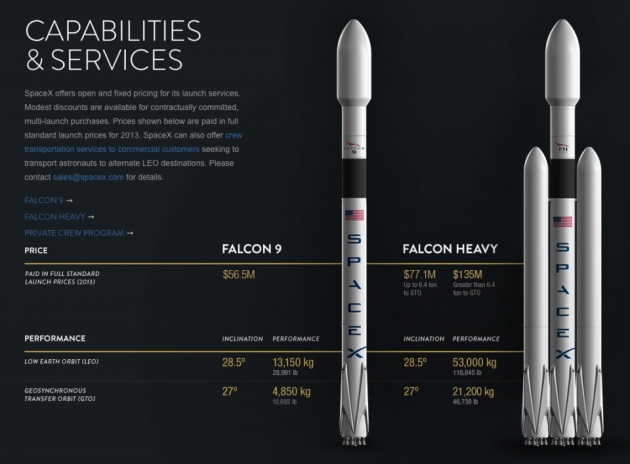 CAPABILITIES
& SERVICES
SpaceX offers open and fixed pricing for its launch services.
Modest discounts are available for contractually committed,
multi-launch purchases. Prices shown below are paid in full
standard launch prices for 2013. SpaceX can also offer crew
transportation services to commercial customers seeking to
transport astronauts to alternate LEO destinations. Please
contact sales@spacex.com for details.
FALCON 9 →
FALCON HEAVY →
PRIVATE CREW PROGRAM →
PRICE FALCON 9 FALCON HEAVY
PAID IN FULL STANDARD
LAUNCH PRICES (2013)
$56.5M
$77.1M
Up to 6.4 ton
to GTO
$135M
Greater than 6.4
ton to GTO
PERFORMANCE INCLINATION PERFORMANCE INCLINATION PERFORMANCE
LOW EARTH ORBIT (LEO) 28.5º 13,150 kg 28.5º 53,000 kg
28,991 lb 116,845 lb
GEOSYNCHRONOUS
TRANSFER ORBIT (GTO)
27º 4,850 kg 27º 21,200 kg
10,692 lb 46,738 lb
SPACEX
SPACEX